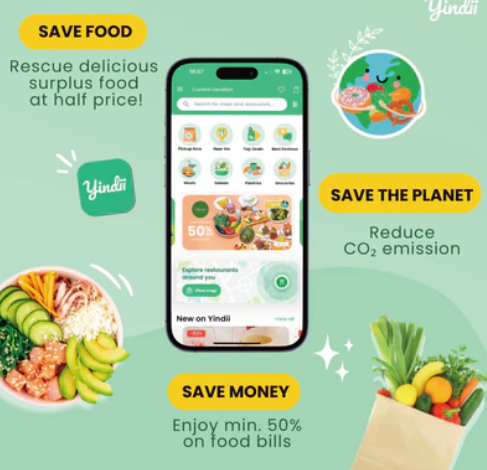 Yindii
SAVE FOOD
Rescue delicious
surplus food
at half price!
Yindii
18:57
Current Location
Search for meal and restaurant...
Pickup Now
Near Me
Top Deals
Best Reviews
Meals
Salads
Pastries
Groceries
50%
Explore restaurants
around you
View map
New on Yindii
View all
SAVE THE PLANET
Reduce
CO₂ emission
SAVE MONEY
Enjoy min. 50%
on food bills